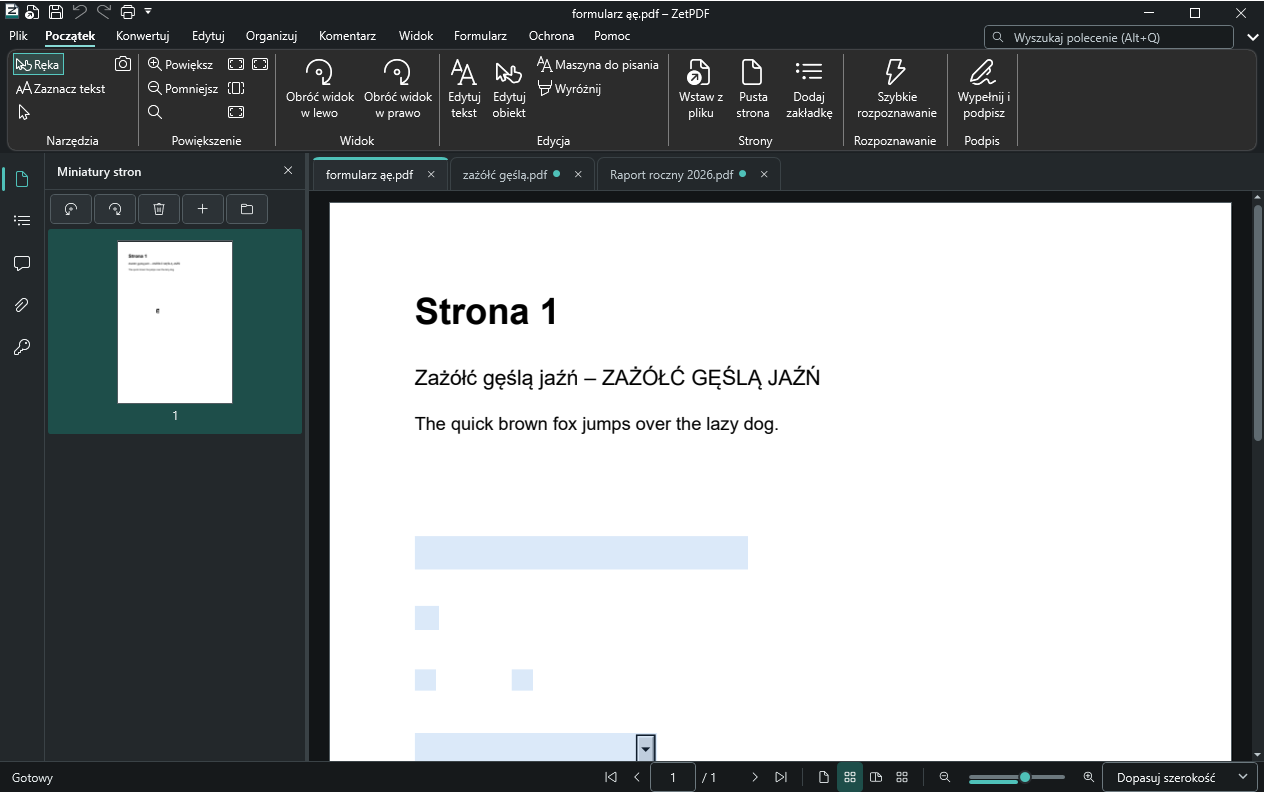 formularz ąę.pdf – ZetPDF
Plik Początek Konwertuj Edytuj Organizuj Komentarz Widok Formularz Ochrona Pomoc
Wyszukaj polecenie (Alt+Q)
Ręka
Zaznacz tekst
Narzędzia
Powiększ
Pomniejsz
Powiększenie
Obróć widok w lewo
Obróć widok w prawo
Widok
Edytuj tekst
Edytuj obiekt
Maszyna do pisania
Wyróżnij
Edycja
Wstaw z pliku
Pusta strona
Dodaj zakładkę
Strony
Szybkie rozpoznawanie
Rozpoznawanie
Wypełnij i podpisz
Podpis
Miniatury stron
formularz ąę.pdf
zażółć gęślą.pdf
Raport roczny 2026.pdf
Strona 1
1
Strona 1
Zażółć gęślą jaźń – ZAŻÓŁĆ GĘŚLĄ JAŹŃ
The quick brown fox jumps over the lazy dog.
Gotowy
1 / 1
Dopasuj szerokość